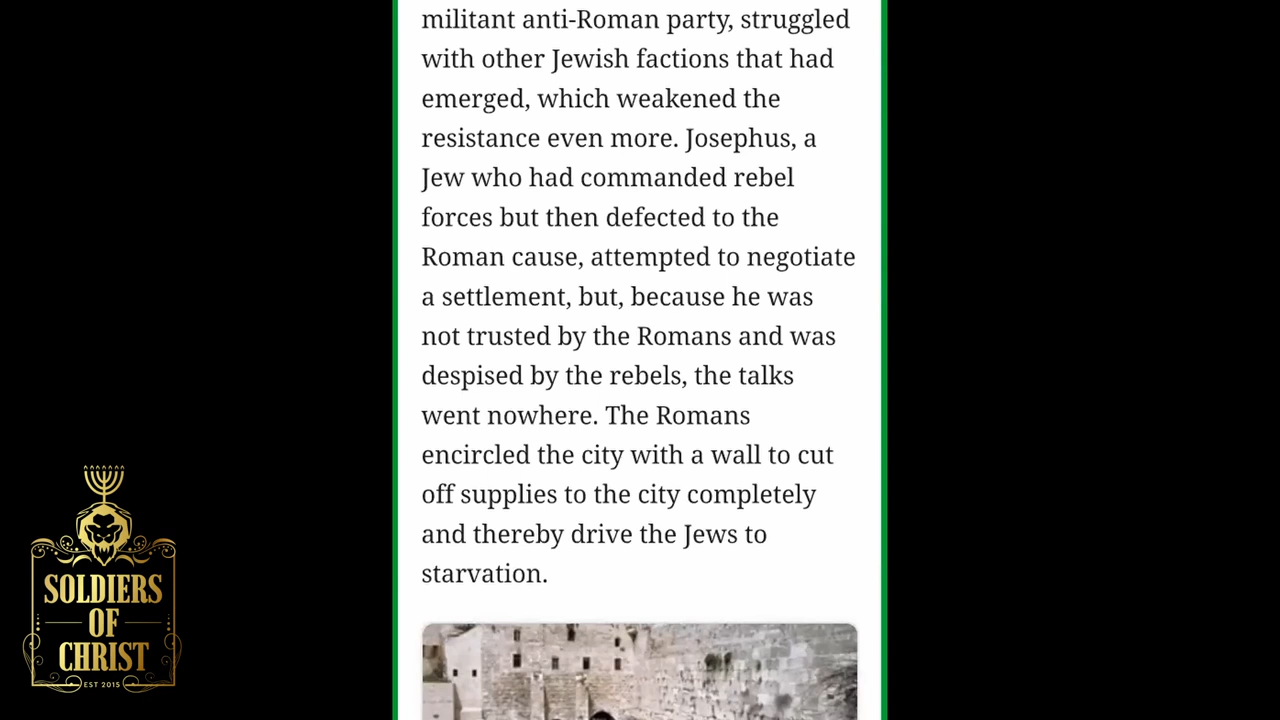 militant anti-Roman party, struggled
with other Jewish factions that had
emerged, which weakened the
resistance even more. Josephus, a
Jew who had commanded rebel
forces but then defected to the
Roman cause, attempted to negotiate
a settlement, but, because he was
not trusted by the Romans and was
despised by the rebels, the talks
went nowhere. The Romans
encircled the city with a wall to cut
off supplies to the city completely
and thereby drive the Jews to
starvation.
SOLDIERS
OF
CHRIST
EST 2015